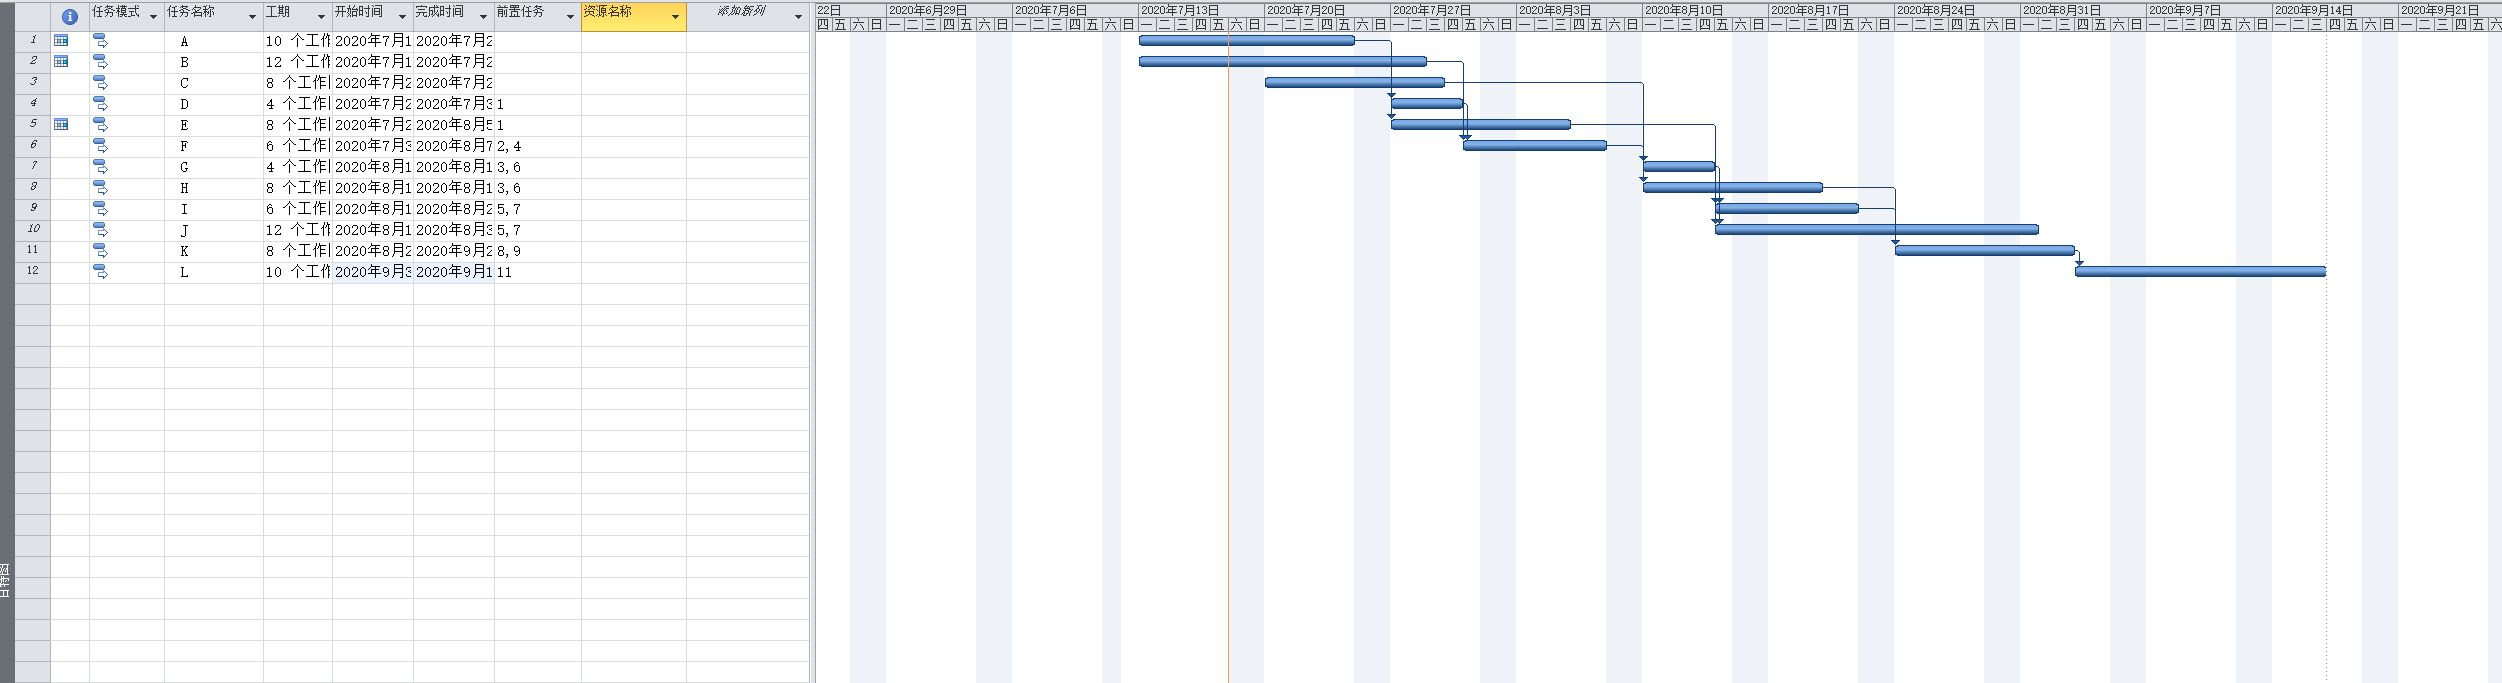 任务模式 任务名称 工期 开始时间 完成时间 前置任务 资源名称 添加新列
1 A 10 个工作 2020年7月1 2020年7月2
2 B 12 个工作 2020年7月1 2020年7月2
3 C 8 个工作 2020年7月2 2020年7月2
4 D 4 个工作 2020年7月2 2020年7月3 1
5 E 8 个工作 2020年7月2 2020年8月5 1
6 F 6 个工作 2020年7月3 2020年8月7 2,4
7 G 4 个工作 2020年8月1 2020年8月1 3,6
8 H 8 个工作 2020年8月1 2020年8月1 3,6
9 I 6 个工作 2020年8月1 2020年8月2 5,7
10 J 12 个工作 2020年8月1 2020年8月3 5,7
11 K 8 个工作 2020年8月2 2020年9月2 8,9
12 L 10 个工作 2020年9月3 2020年9月1 11
22日 2020年6月29日 2020年7月6日 2020年7月13日 2020年7月20日 2020年7月27日 2020年8月3日 2020年8月10日 2020年8月17日 2020年8月24日 2020年8月31日 2020年9月7日 2020年9月14日 2020年9月21日
四 五 六 日 一 二 三 四 五 六 日 一 二 三 四 五 六 日 一 二 三 四 五 六 日 一 二 三 四 五 六 日 一 二 三 四 五 六 日 一 二 三 四 五 六 日 一 二 三 四 五 六 日 一 二 三 四 五 六 日 一 二 三 四 五 六 日 一 二 三 四 五 六 日 一 二 三 四 五 六 日 一 二 三 四 五 六 日 一 二 三 四 五 六